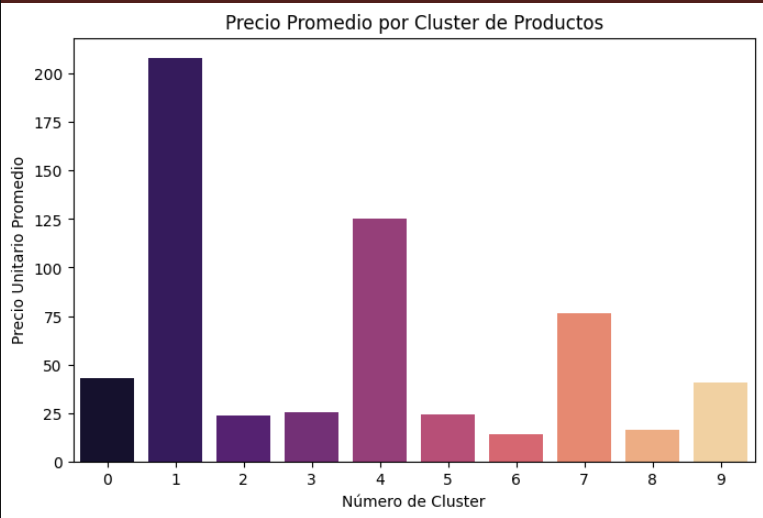 Precio Promedio por Cluster de Productos
Precio Unitario Promedio
200
175
150
125
100
75
50
25
0
0 1 2 3 4 5 6 7 8 9
Número de Cluster